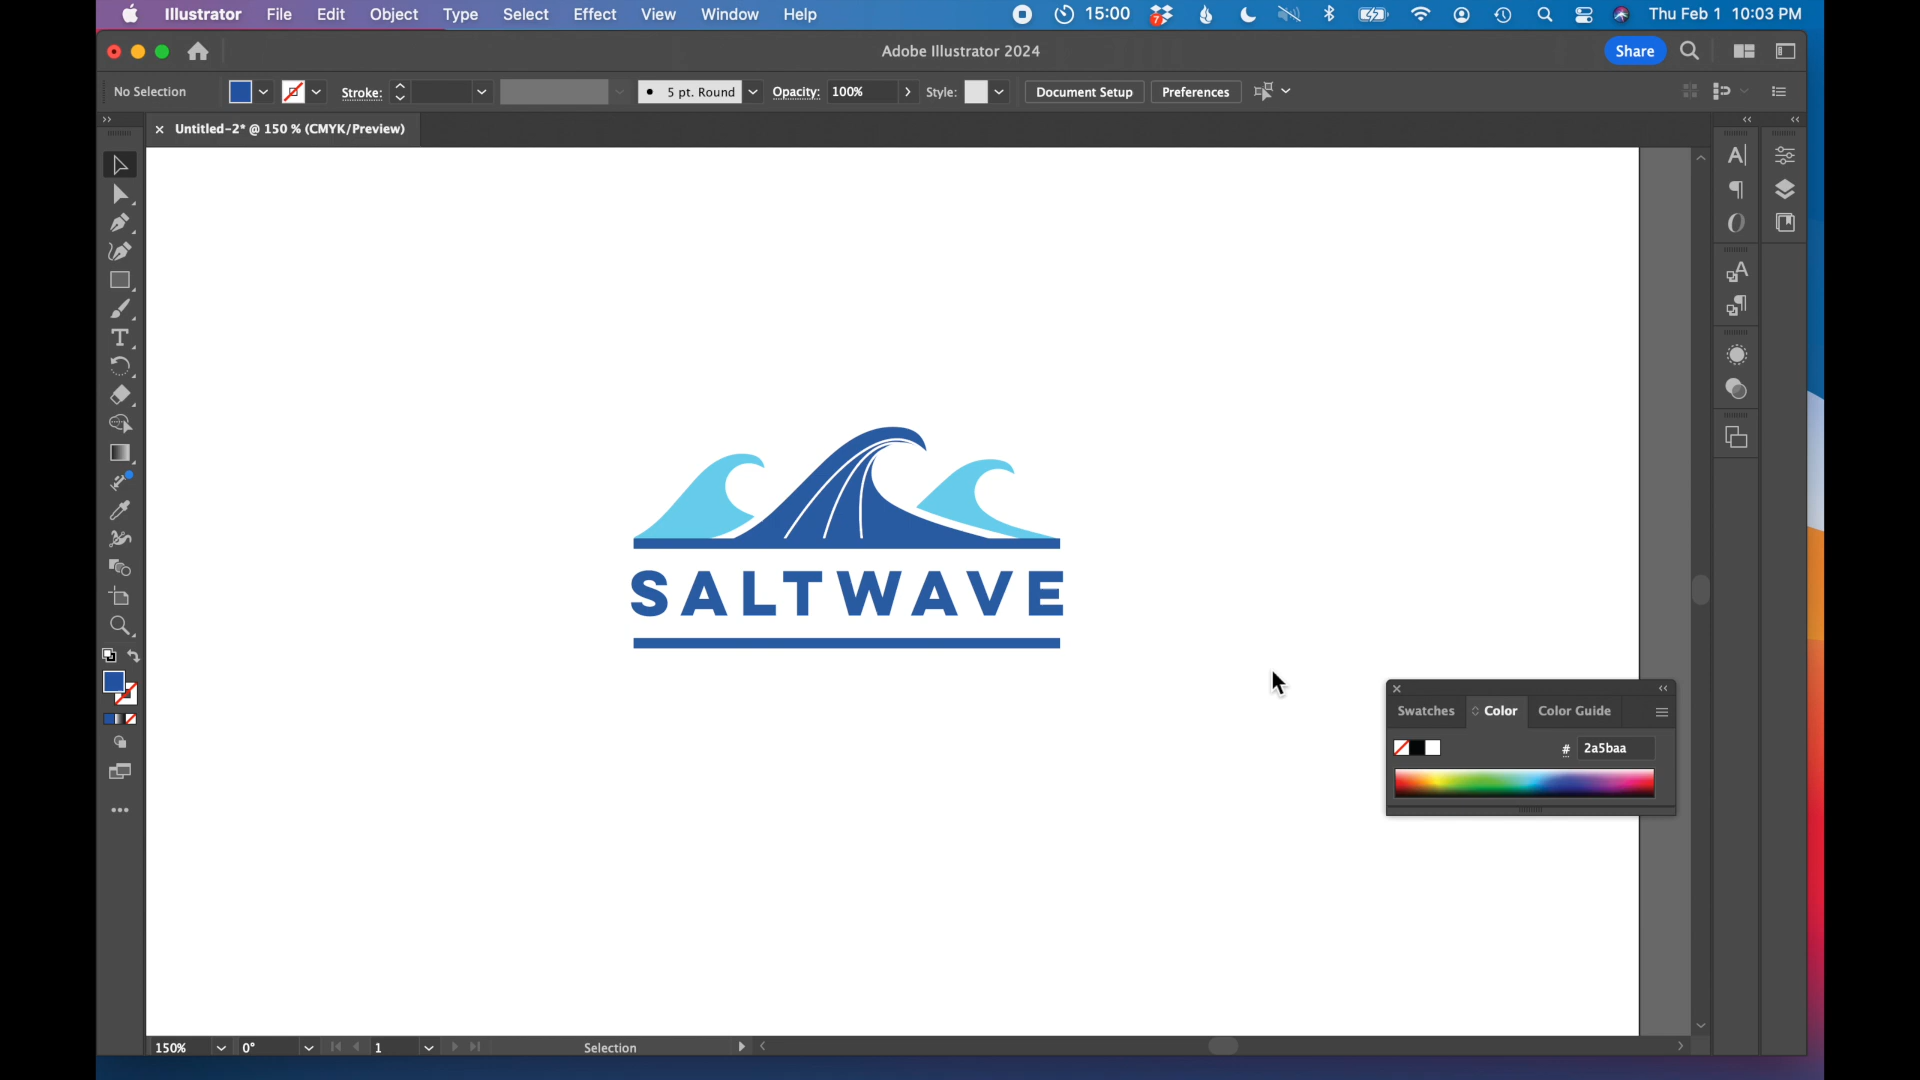 Illustrator File Edit Object Type Select Effect View Window Help 15:00 7 Thu Feb 1 10:03 PM
Adobe Illustrator 2024
Share
No Selection Stroke: 5 pt. Round Opacity: 100% Style: Document Setup Preferences
Untitled-2* @ 150 % (CMYK/Preview)
SALTWAVE
Swatches Color Color Guide
# 2a5baa
150% 0° 1 Selection